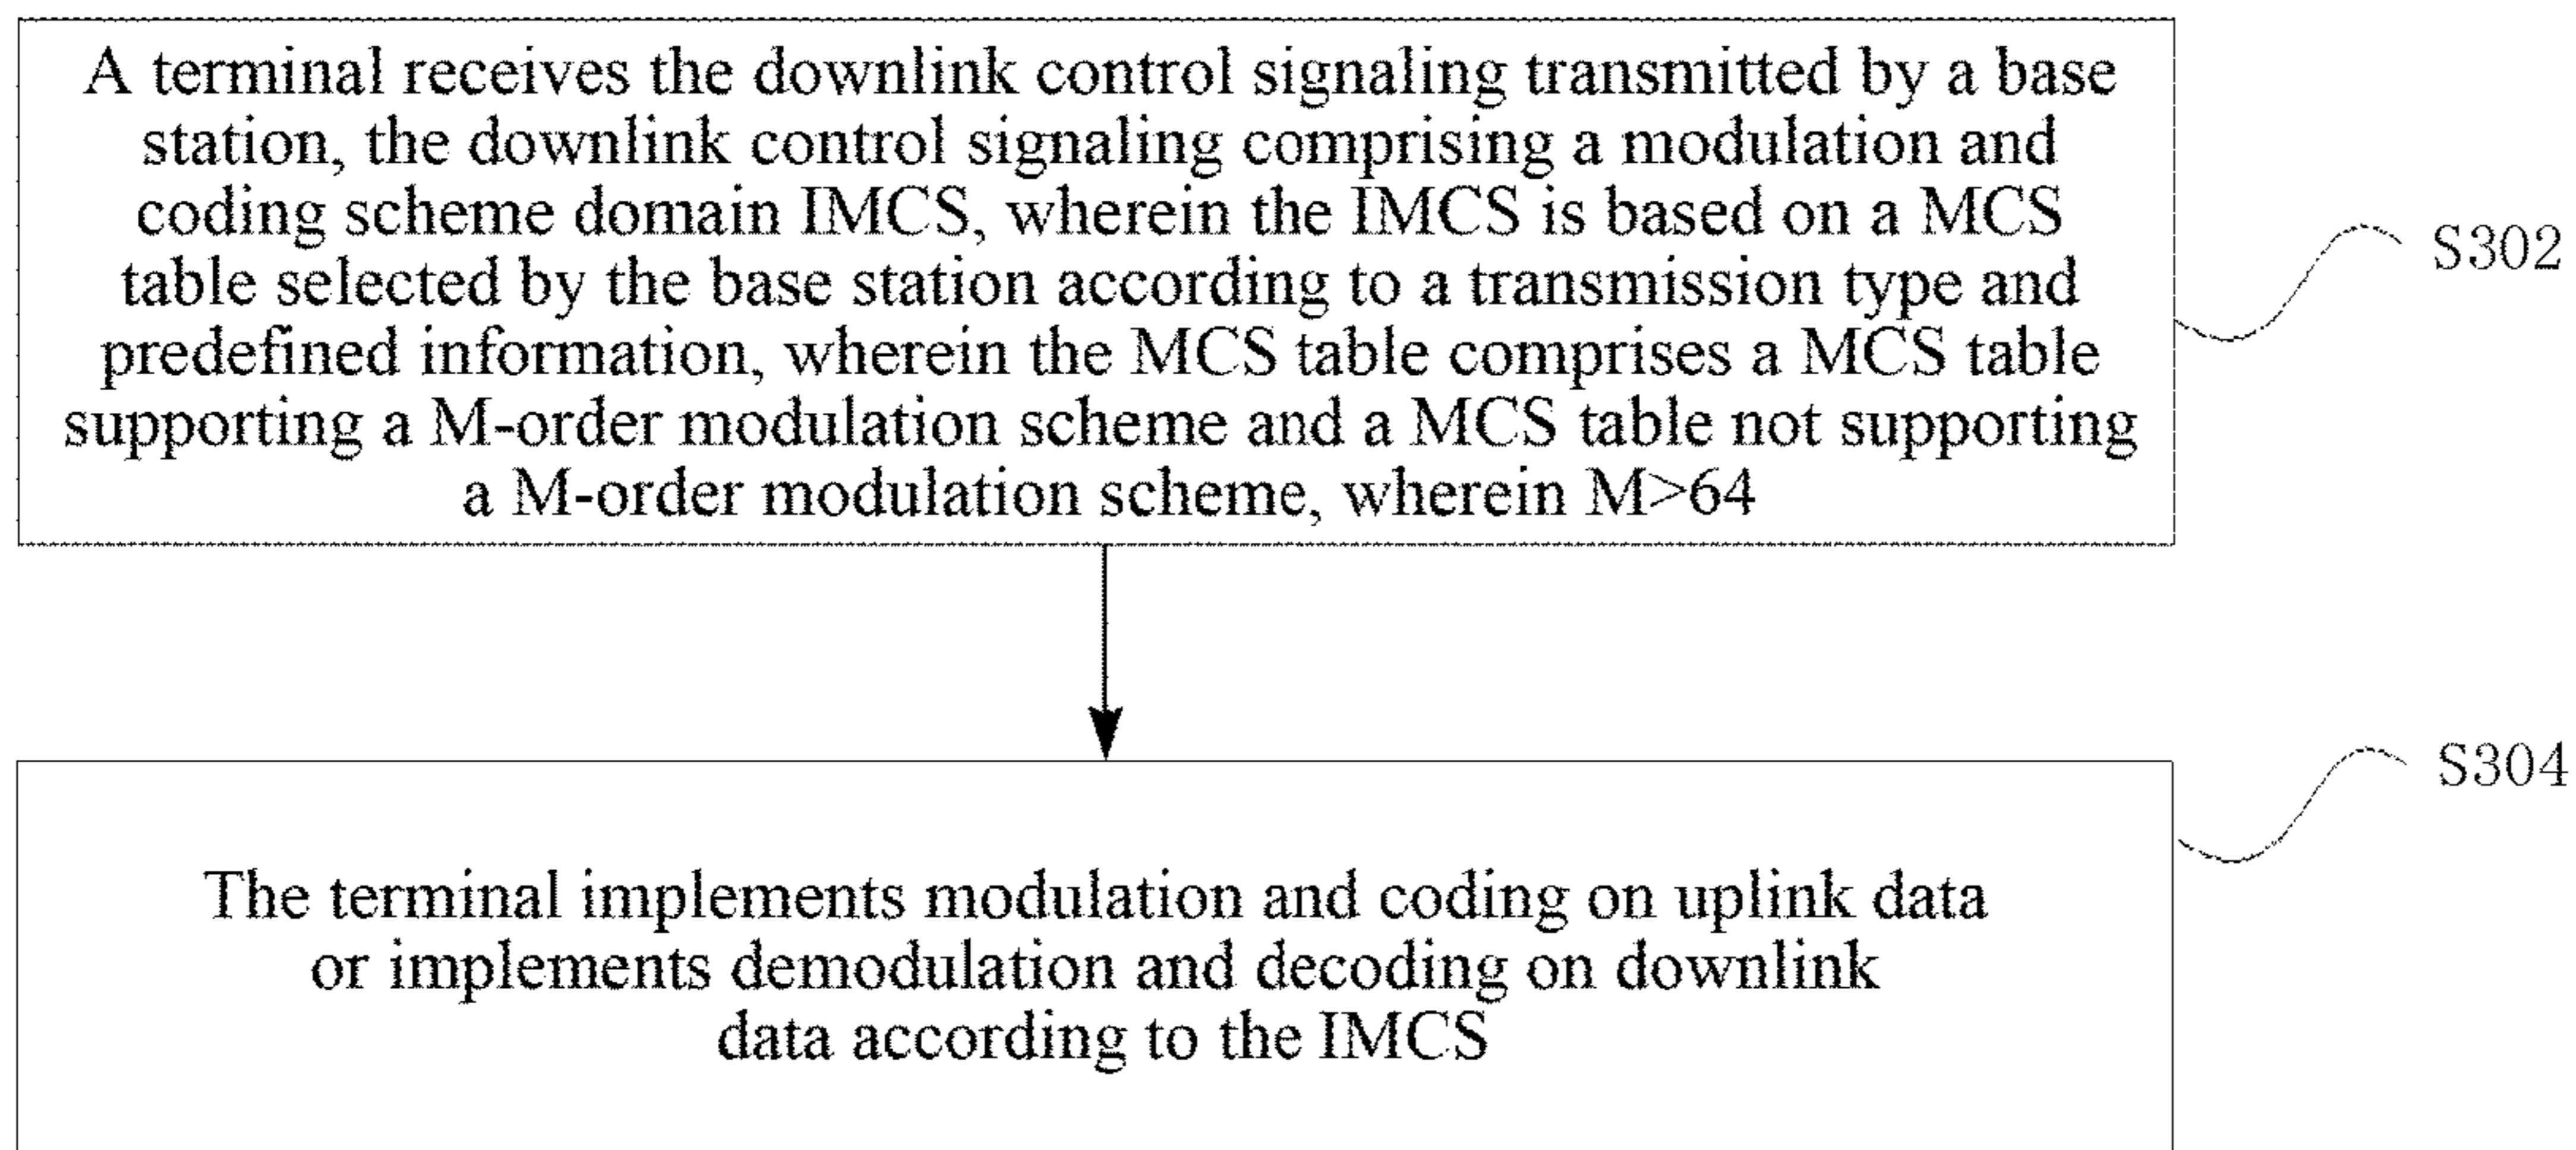 A terminal receives the downlink control signaling transmitted by a base
station, the downlink control signaling comprising a modulation and
coding scheme domain IMCS, wherein the IMCS is based on a MCS
table selected by the base station according to a transmission type and
predefined information, wherein the MCS table comprises a MCS table
supporting a M-order modulation scheme and a MCS table not supporting
a M-order modulation scheme, wherein M>64
S302
The terminal implements modulation and coding on uplink data
or implements demodulation and decoding on downlink
data according to the IMCS
S304